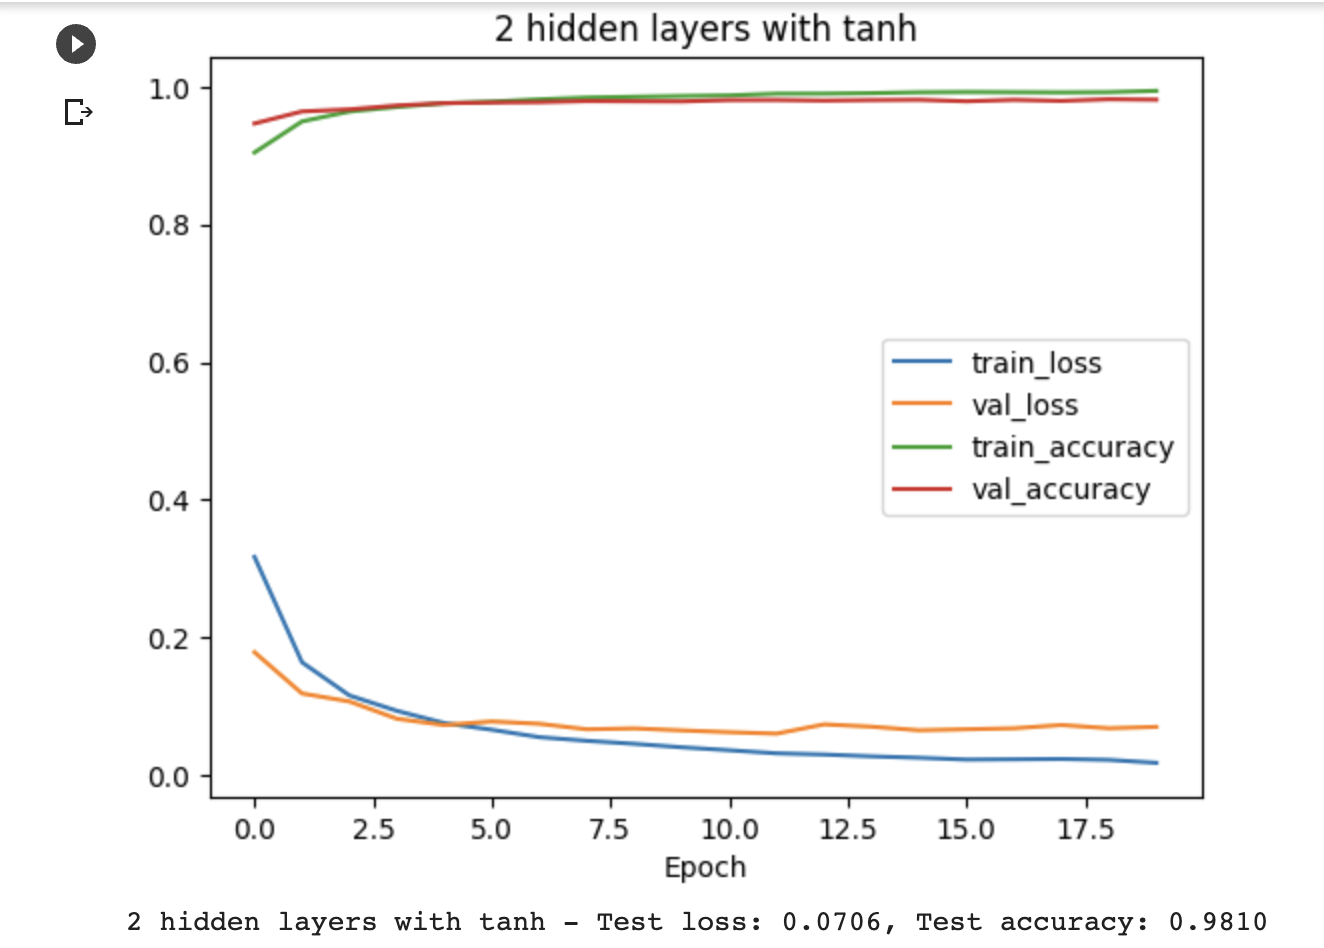 2 hidden layers with tanh
1.0
0.8
0.6
0.4
0.2
0.0
train_loss
val_loss
train_accuracy
val_accuracy
0.0 2.5 5.0 7.5 10.0 12.5 15.0 17.5
Epoch
2 hidden layers with tanh - Test loss: 0.0706, Test accuracy: 0.9810